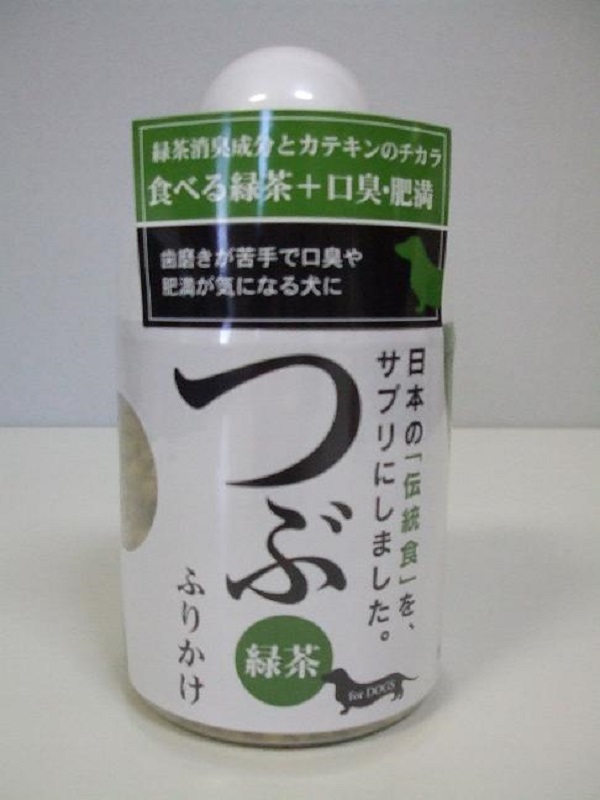 緑茶消臭成分とカテキンのチカラ
食べる緑茶＋口臭・肥満
歯磨きが苦手で口臭や
肥満が気になる犬に
日本の「伝統食」を、
サプリにしました。
つぶ
緑茶
ふりかけ
for DOGS